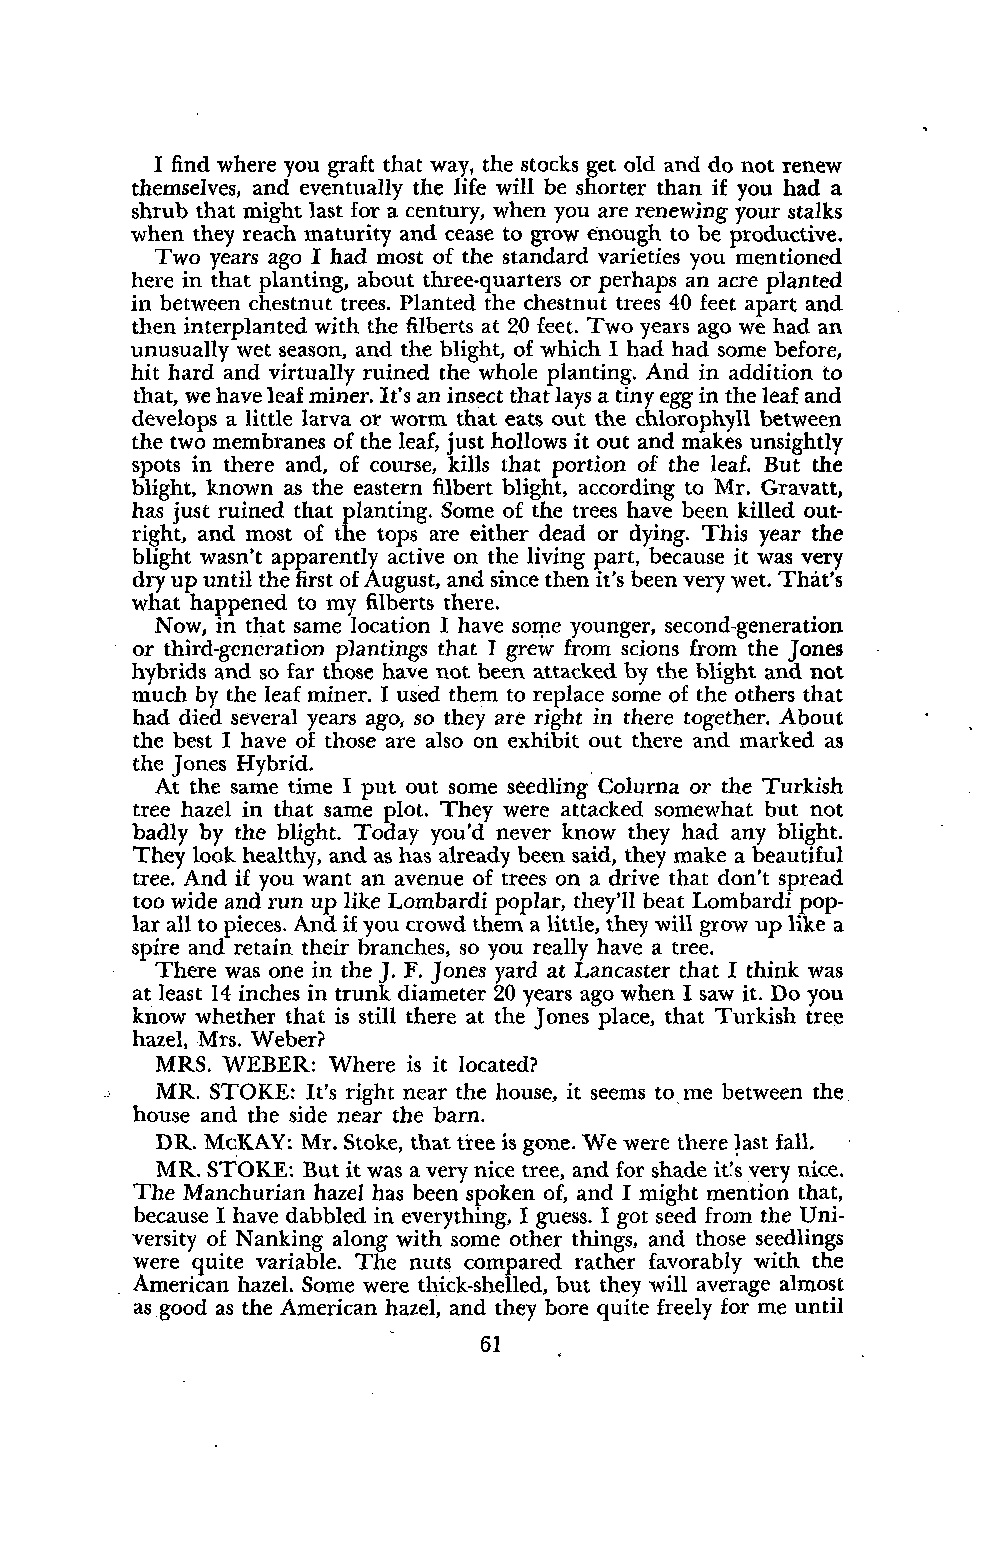 I find where you graft that way, the stocks get old and do not renew
themselves, and eventually the life will be shorter than if you had a
shrub that might last for a century, when you are renewing your stalks
when they reach maturity and cease to grow enough to be productive.
Two years ago I had most of the standard varieties you mentioned
here in that planting, about three-quarters or perhaps an acre planted
in between chestnut trees. Planted the chestnut trees 40 feet apart and
then interplanted with the filberts at 20 feet. Two years ago we had an
unusually wet season, and the blight, of which I had had some before,
hit hard and virtually ruined the whole planting. And in addition to
that, we have leaf miner. It's an insect that lays a tiny egg in the leaf and
develops a little larva or worm that eats out the chlorophyll between
the two membranes of the leaf, just hollows it out and makes unsightly
spots in there and, of course, kills that portion of the leaf. But the
blight, known as the eastern filbert blight, according to Mr. Gravatt,
has just ruined that planting. Some of the trees have been killed out-
right, and most of the tops are either dead or dying. This year the
blight wasn't apparently active on the living part, because it was very
dry up until the first of August, and since then it's been very wet. That's
what happened to my filberts there.
Now, in that same location I have some younger, second-generation
or third-generation plantings that I grew from scions from the Jones
hybrids and so far those have not been attacked by the blight and not
much by the leaf miner. I used them to replace some of the others that
had died several years ago, so they are right in there together. About
the best I have of those are also on exhibit out there and marked as
the Jones Hybrid.
At the same time I put out some seedling Colurna or the Turkish
tree hazel in that same plot. They were attacked somewhat but not
badly by the blight. Today you'd never know they had any blight.
They look healthy, and as has already been said, they make a beautiful
tree. And if you want an avenue of trees on a drive that don't spread
too wide and run up like Lombardi poplar, they'll beat Lombardi pop-
lar all to pieces. And if you crowd them a little, they will grow up like a
spire and retain their branches, so you really have a tree.
There was one in the J. F. Jones yard at Lancaster that I think was
at least 14 inches in trunk diameter 20 years ago when I saw it. Do you
know whether that is still there at the Jones place, that Turkish tree
hazel, Mrs. Weber?
MRS. WEBER: Where is it located?
MR. STOKE: It's right near the house, it seems to me between the
house and the side near the barn.
DR. McKAY: Mr. Stoke, that tree is gone. We were there last fall.
MR. STOKE: But it was a very nice tree, and for shade it's very nice.
The Manchurian hazel has been spoken of, and I might mention that,
because I have dabbled in everything, I guess. I got seed from the Uni-
versity of Nanking along with some other things, and those seedlings
were quite variable. The nuts compared rather favorably with the
American hazel. Some were thick-shelled, but they will average almost
as good as the American hazel, and they bore quite freely for me until
61